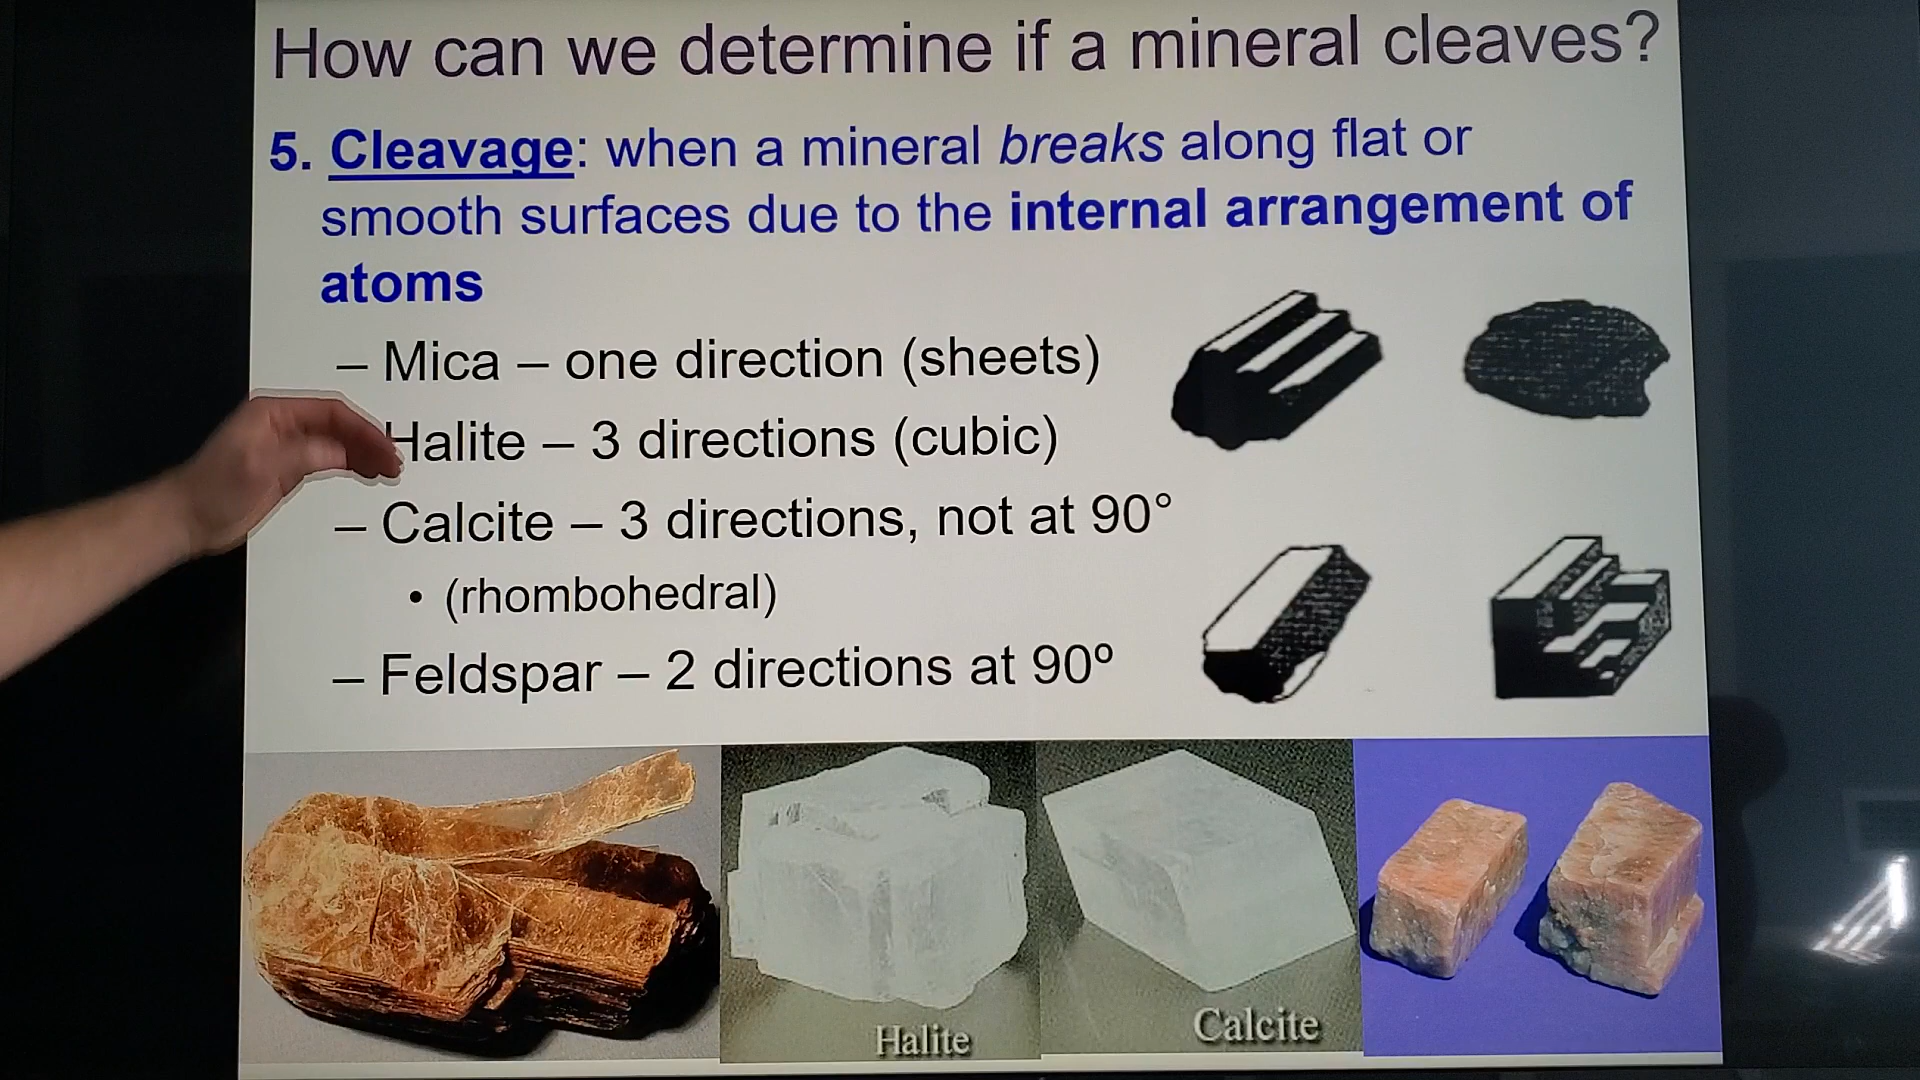 How can we determine if a mineral cleaves?
5. Cleavage: when a mineral breaks along flat or
smooth surfaces due to the internal arrangement of
atoms
– Mica – one direction (sheets)
Halite – 3 directions (cubic)
– Calcite – 3 directions, not at 90°
• (rhombohedral)
– Feldspar – 2 directions at 90º
Halite
Calcite